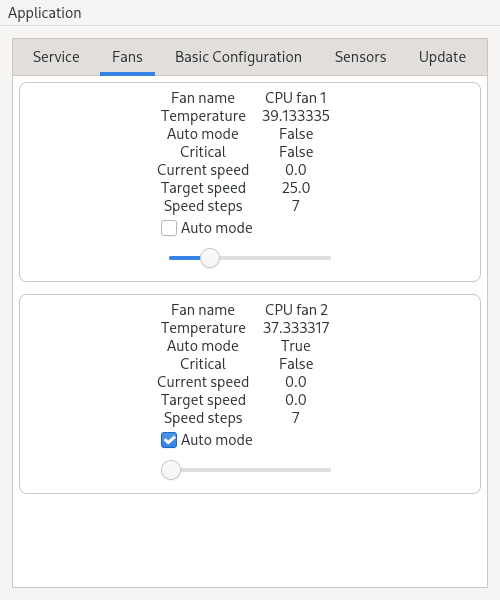 Application
Service Fans Basic Configuration Sensors Update
Fan name CPU fan 1
Temperature 39.133335
Auto mode False
Critical False
Current speed 0.0
Target speed 25.0
Speed steps 7
Auto mode
Fan name CPU fan 2
Temperature 37.333317
Auto mode True
Critical False
Current speed 0.0
Target speed 0.0
Speed steps 7
Auto mode